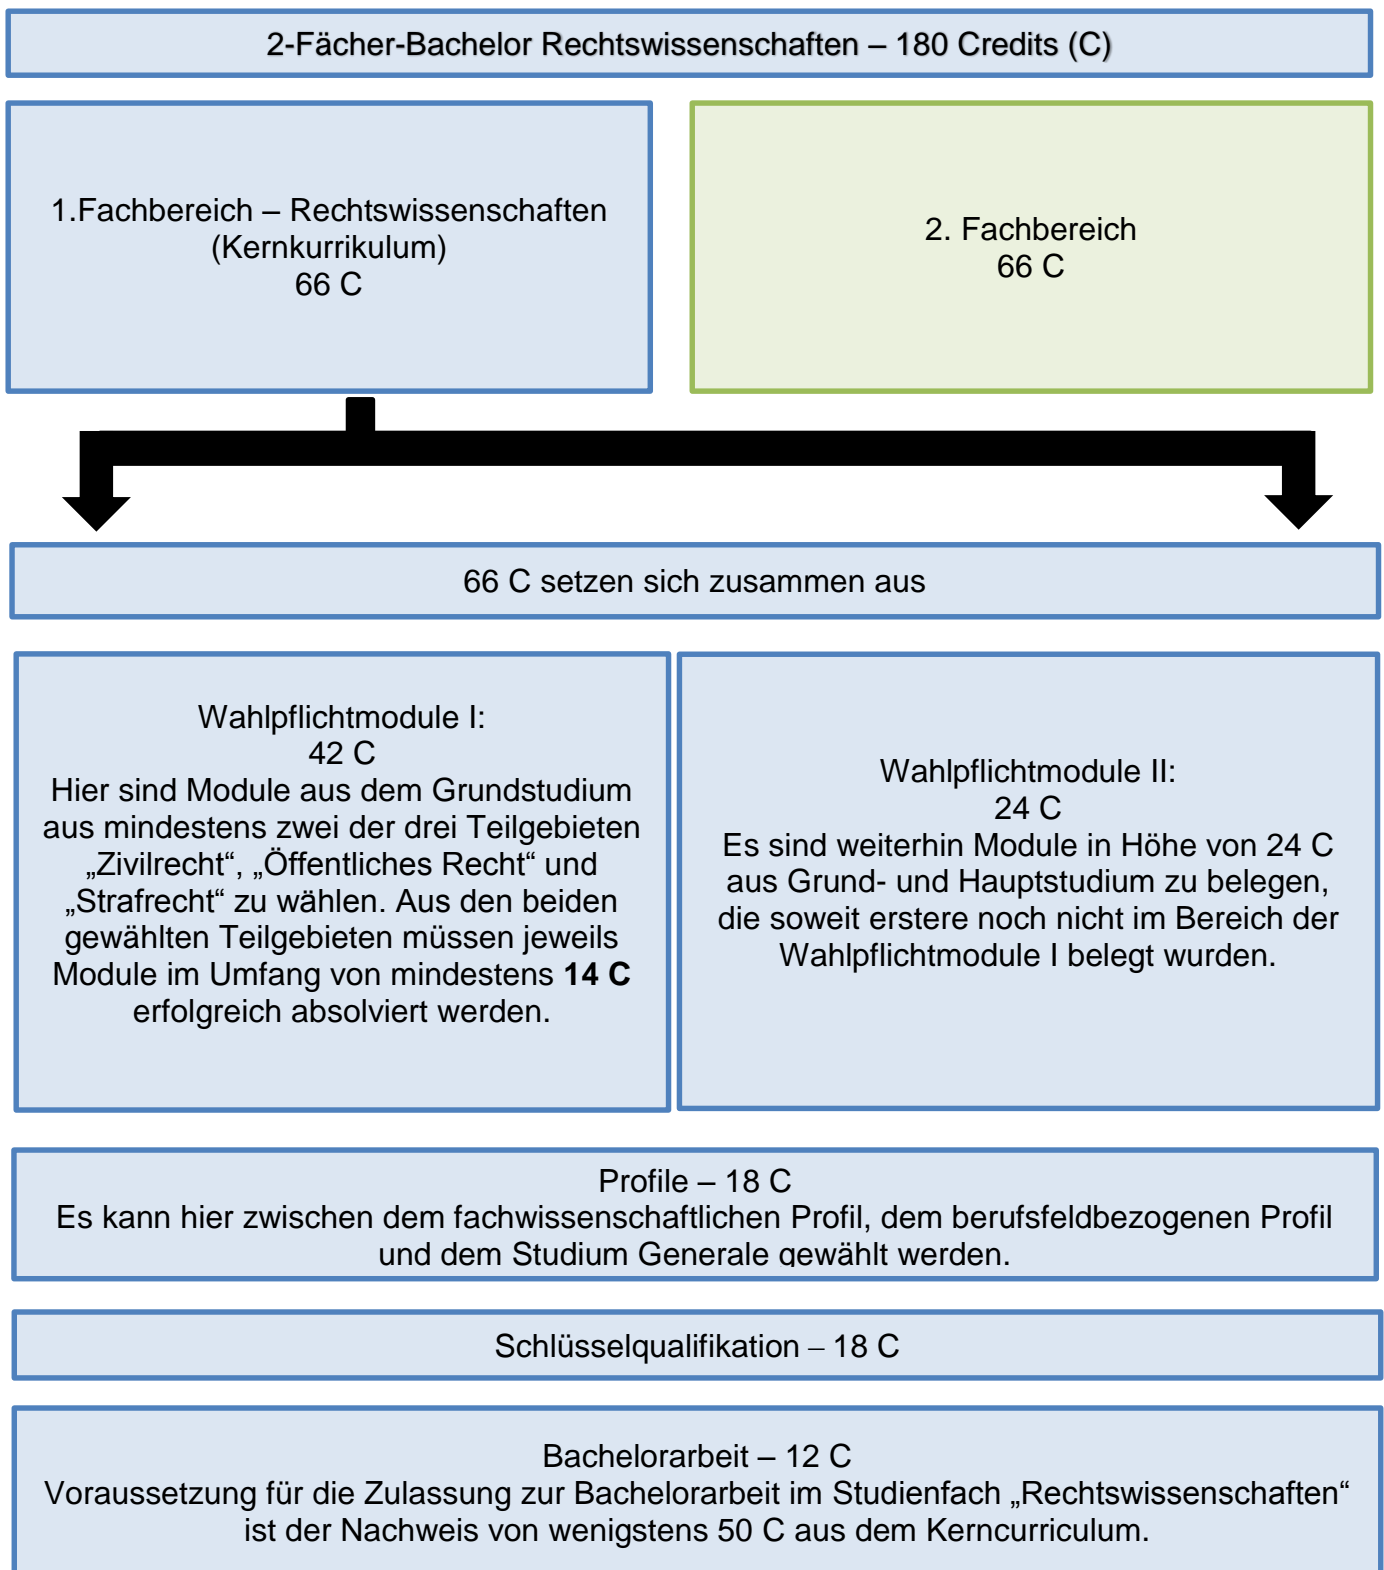 2-Fächer-Bachelor Rechtswissenschaften – 180 Credits (C)
1.Fachbereich – Rechtswissenschaften
(Kernkurrikulum)
66 C
2. Fachbereich
66 C
66 C setzen sich zusammen aus
Wahlpflichtmodule I:
42 C
Hier sind Module aus dem Grundstudium
aus mindestens zwei der drei Teilgebieten
„Zivilrecht“, „Öffentliches Recht“ und
„Strafrecht“ zu wählen. Aus den beiden
gewählten Teilgebieten müssen jeweils
Module im Umfang von mindestens 14 C
erfolgreich absolviert werden.
Wahlpflichtmodule II:
24 C
Es sind weiterhin Module in Höhe von 24 C
aus Grund- und Hauptstudium zu belegen,
die soweit erstere noch nicht im Bereich der
Wahlpflichtmodule I belegt wurden.
Profile – 18 C
Es kann hier zwischen dem fachwissenschaftlichen Profil, dem berufsfeldbezogenen Profil
und dem Studium Generale gewählt werden.
Schlüsselqualifikation – 18 C
Bachelorarbeit – 12 C
Voraussetzung für die Zulassung zur Bachelorarbeit im Studienfach „Rechtswissenschaften“
ist der Nachweis von wenigstens 50 C aus dem Kerncurriculum.